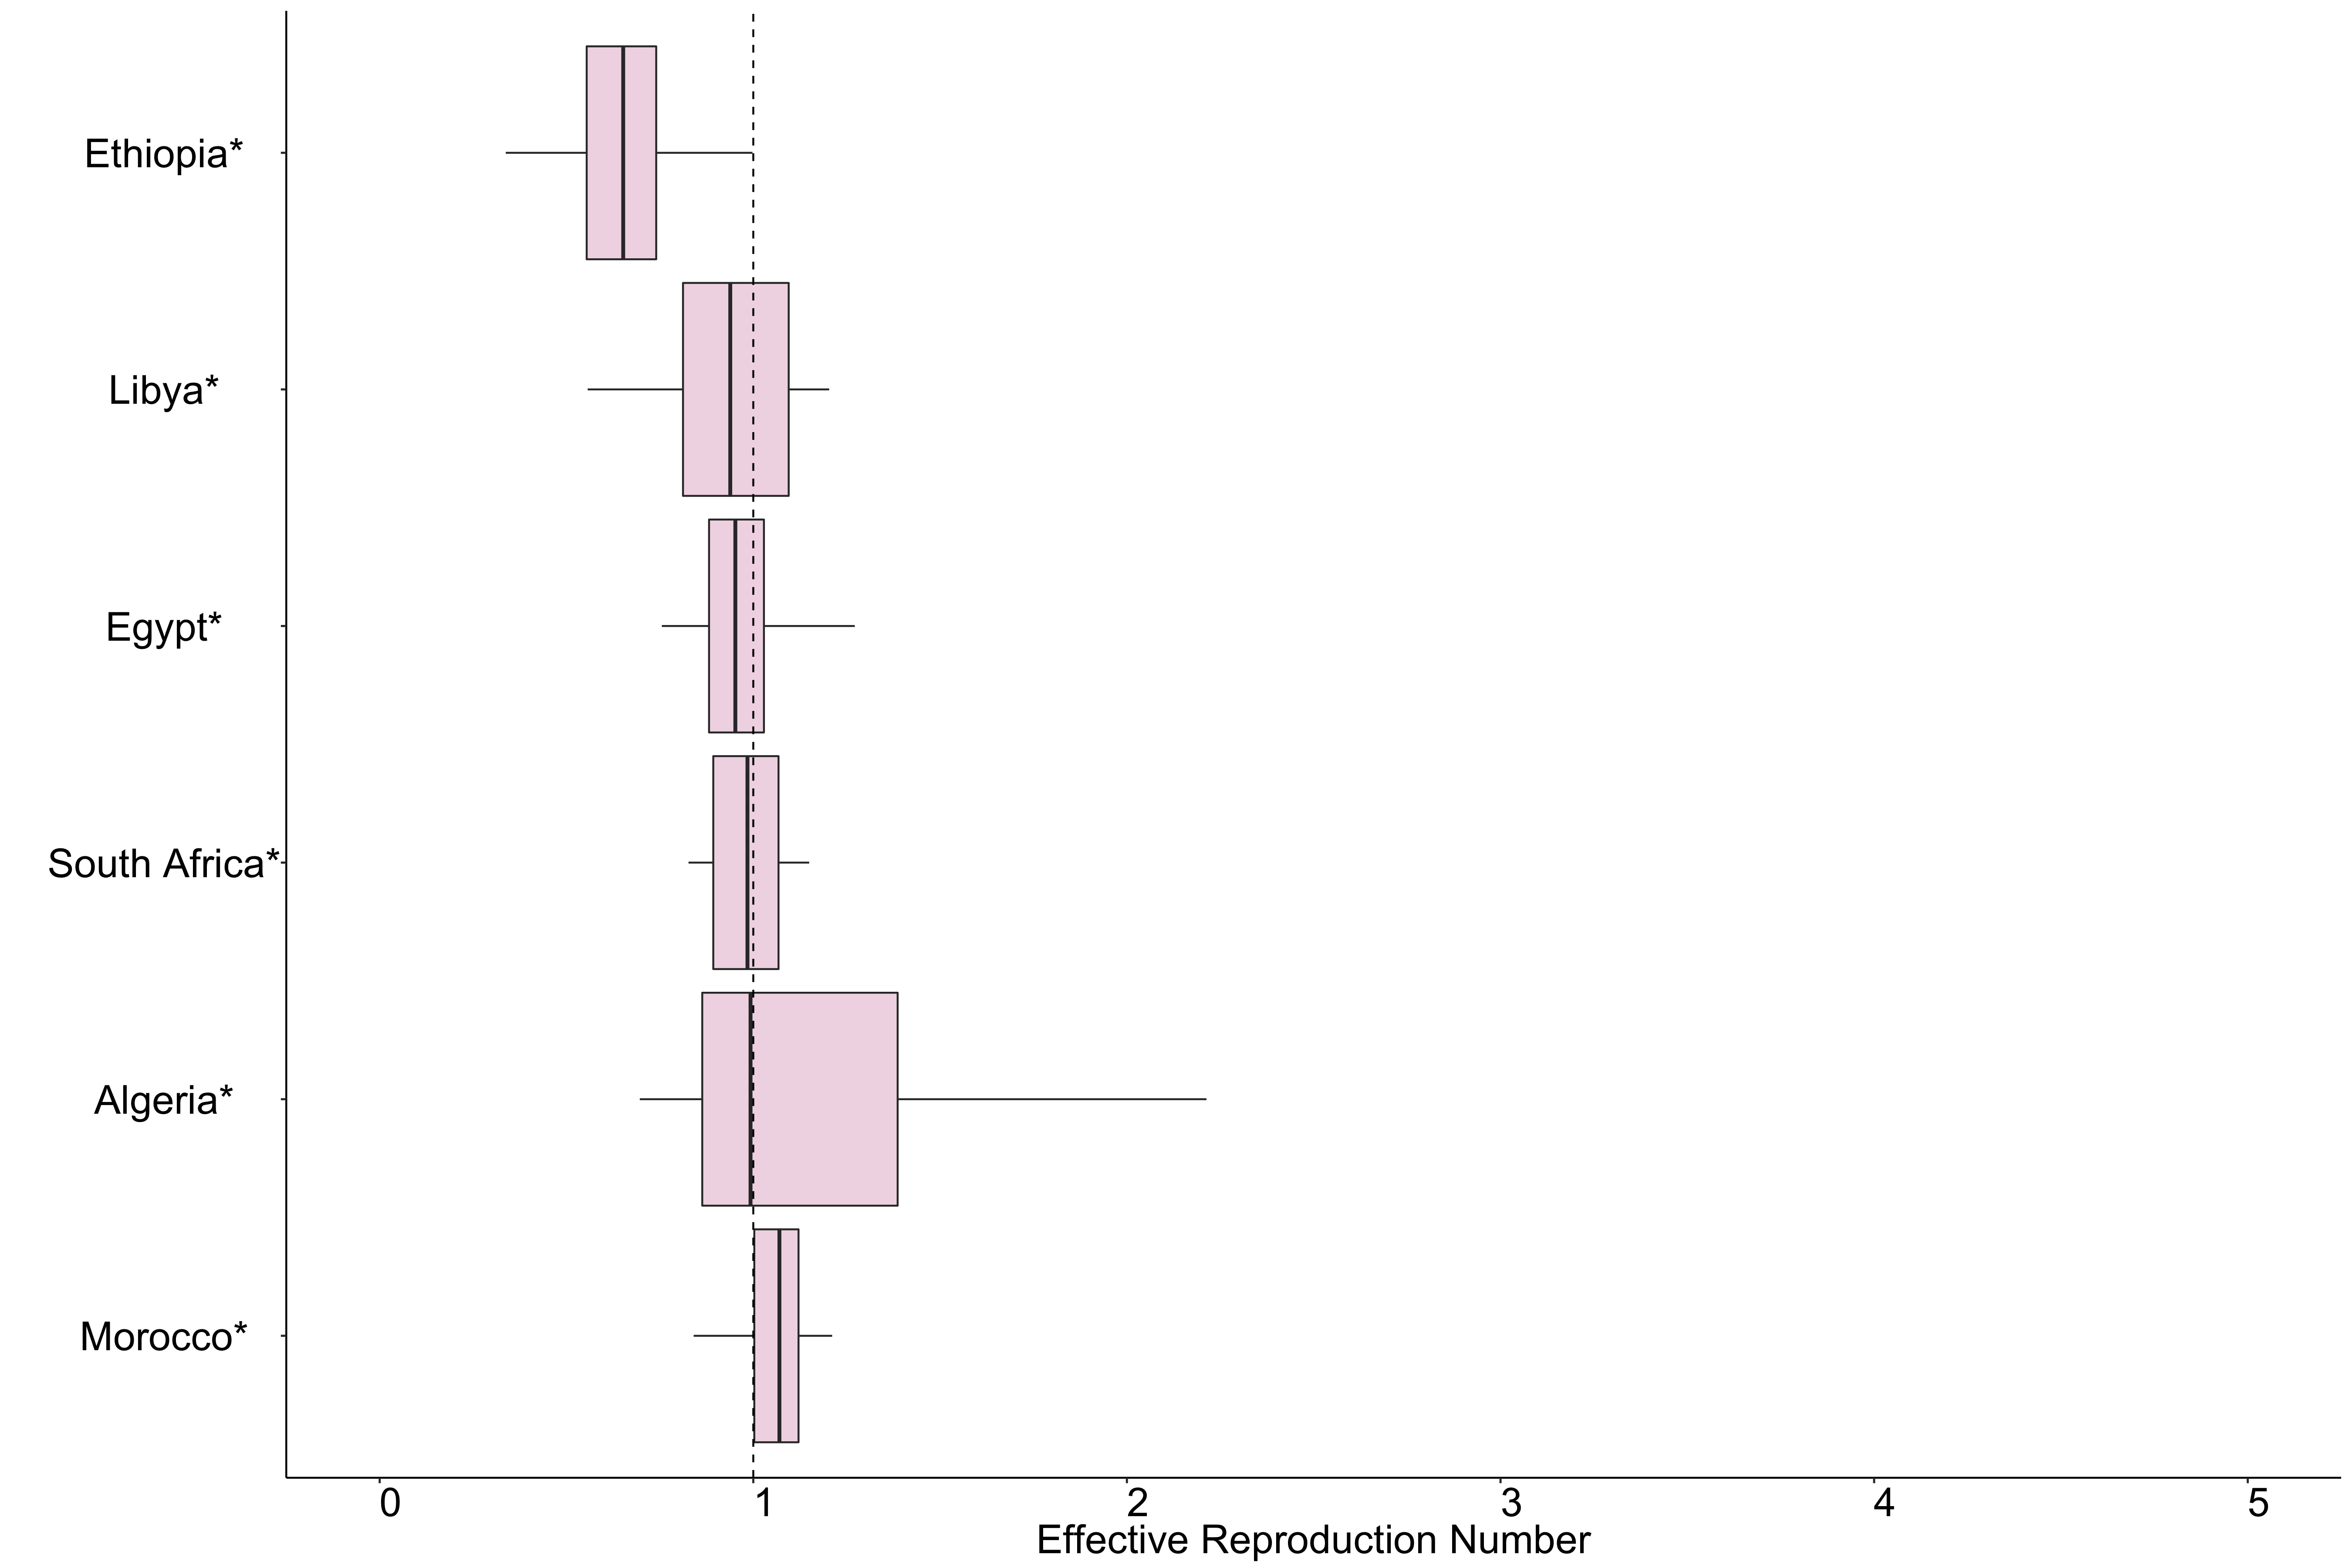 Ethiopia*
Libya*
Egypt*
South Africa*
Algeria*
Morocco*
0 1 2 3 4 5
Effective Reproduction Number